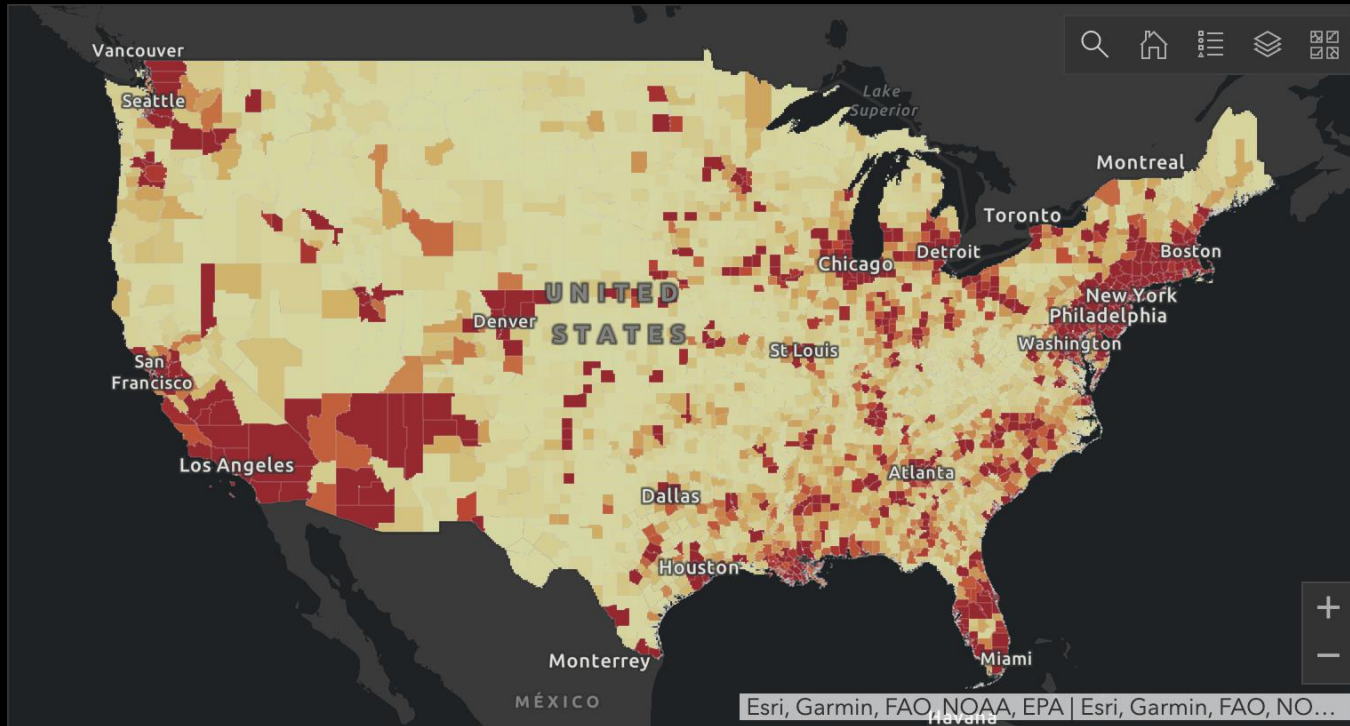 Vancouver
Seattle
Lake
Superior
Montreal
Toronto
Boston
Detroit
Chicago
New York
Philadelphia
UNITED
STATES
Denver
Washington
St Louis
San
Francisco
Los Angeles
Atlanta
Dallas
Houston
Miami
Monterrey
MÉXICO
Esri, Garmin, FAO, NOAA, EPA | Esri, Garmin, FAO, NO...
Havana